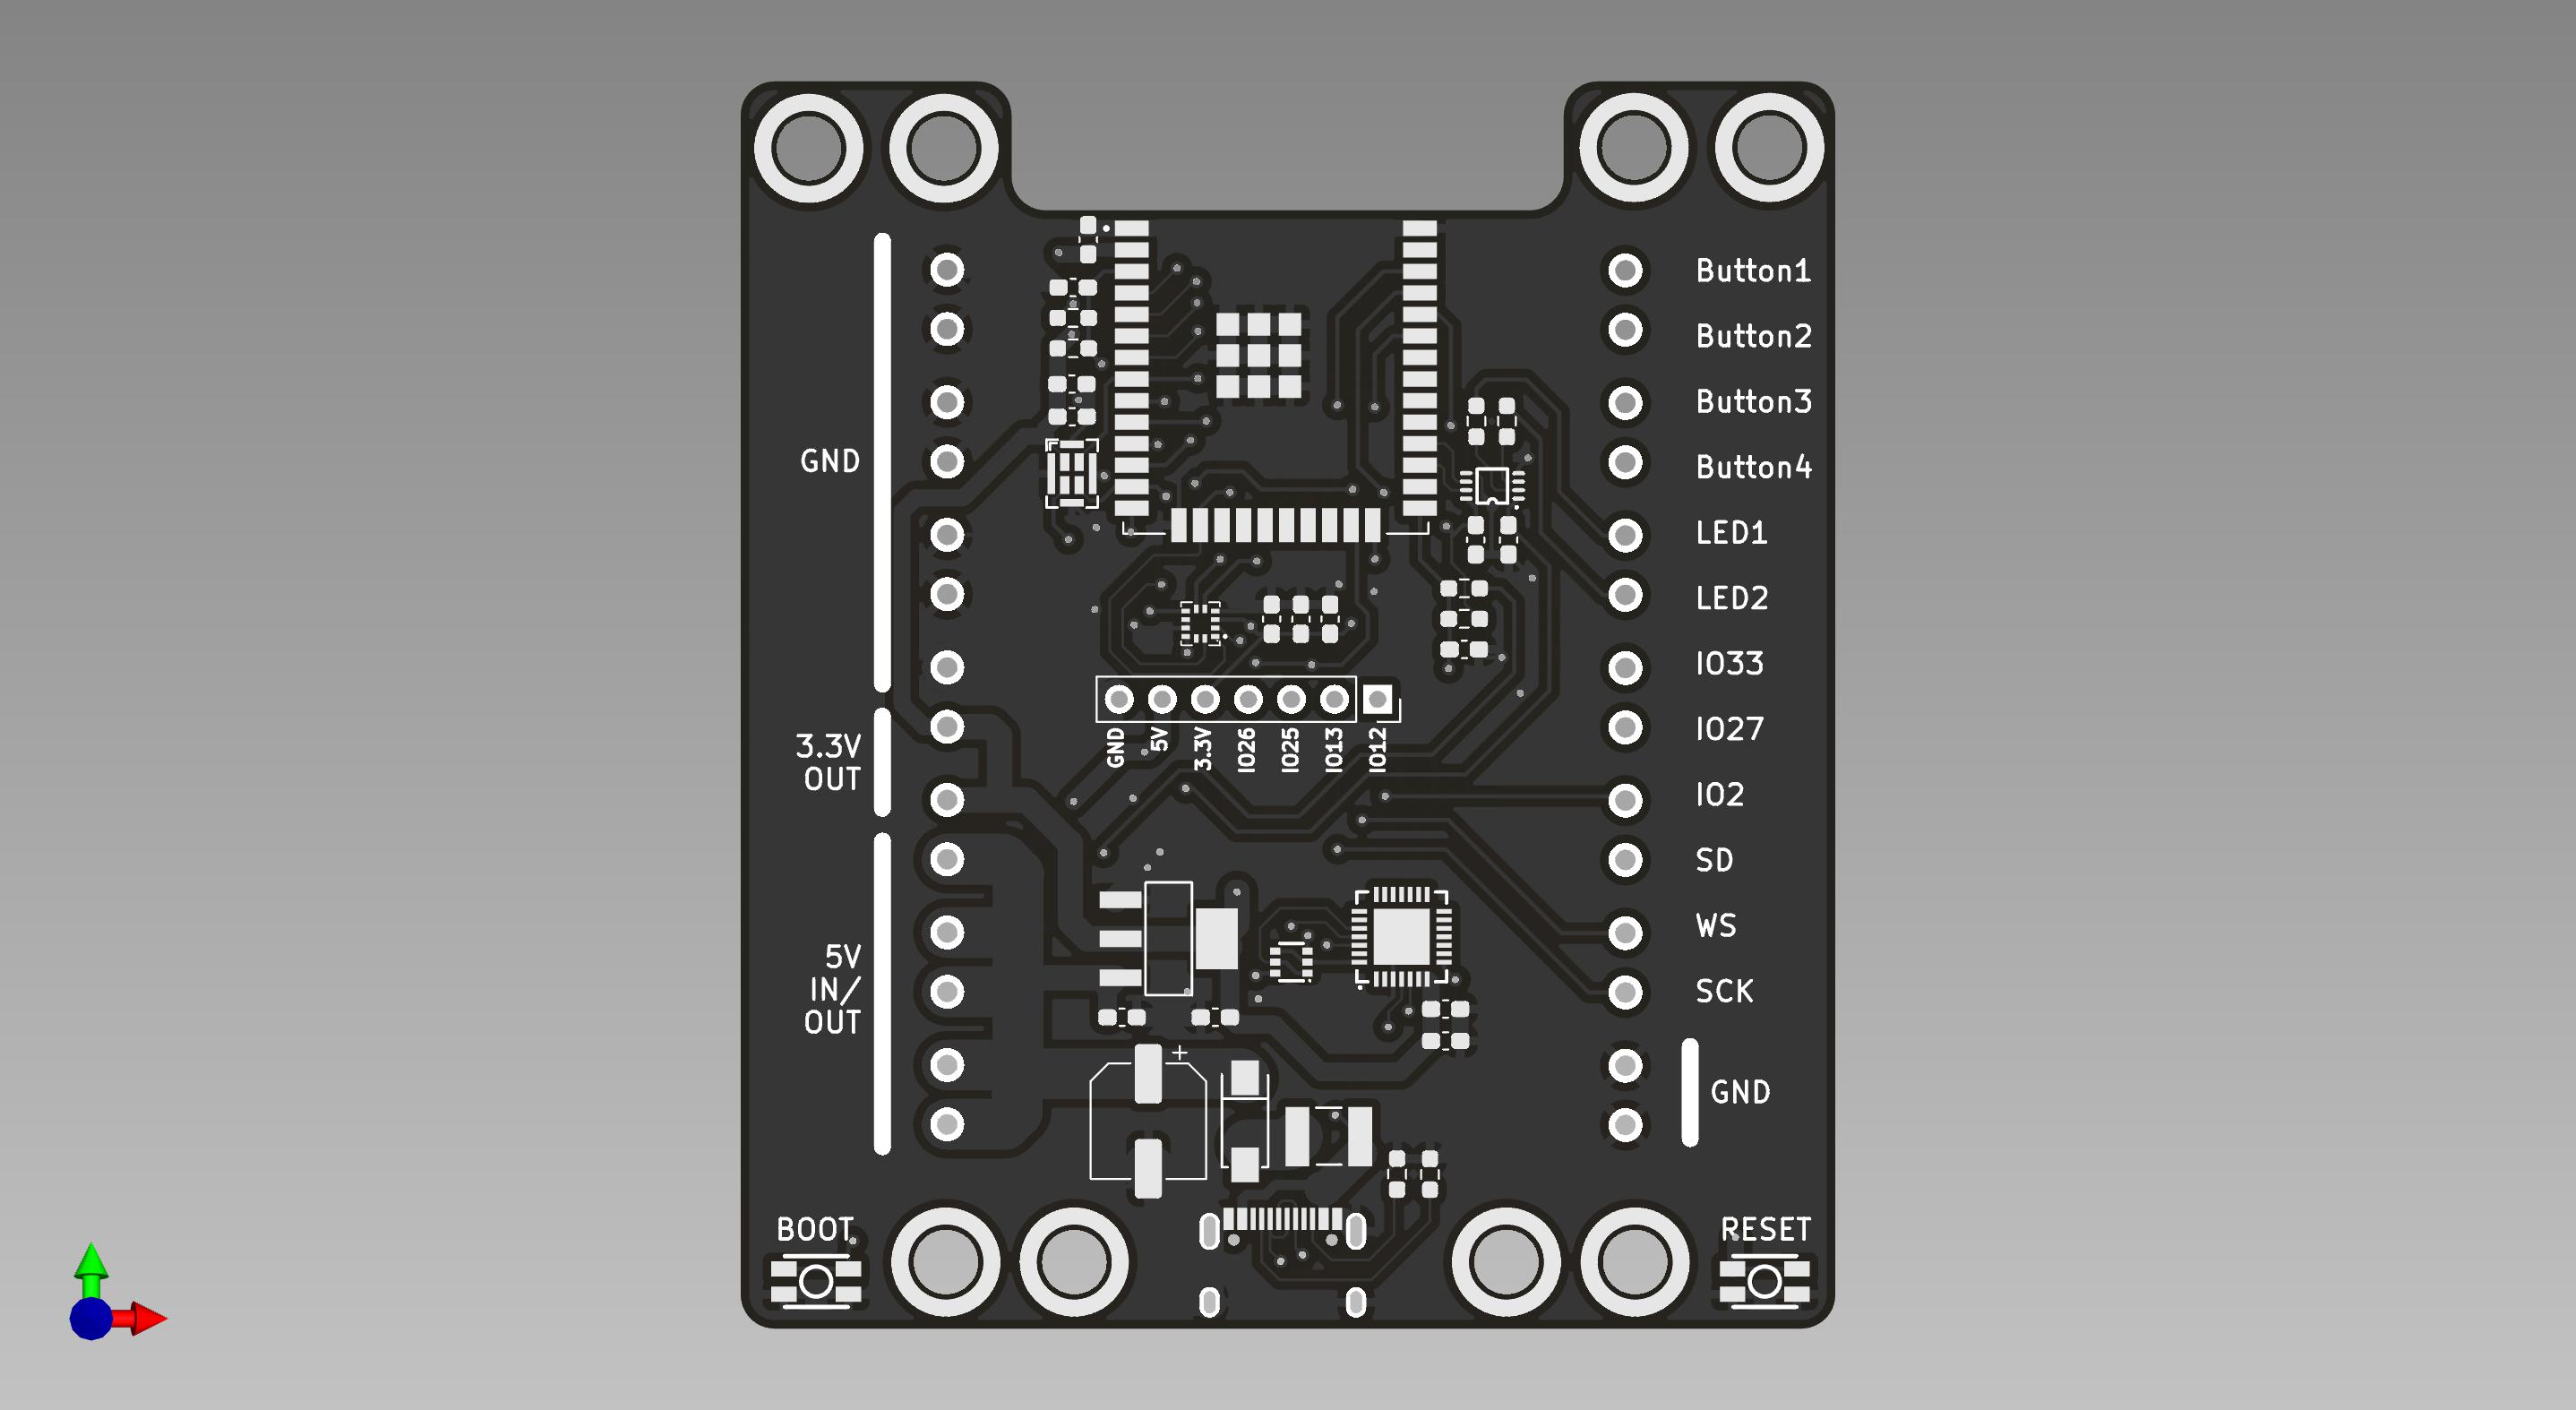 Button1
Button2
Button3
Button4
GND
LED1
LED2
IO33
IO27
3.3V
OUT
GND
5V
3.3V
IO26
IO25
IO13
IO12
IO2
SD
WS
SCK
5V
IN/
OUT
+
GND
BOOT
RESET